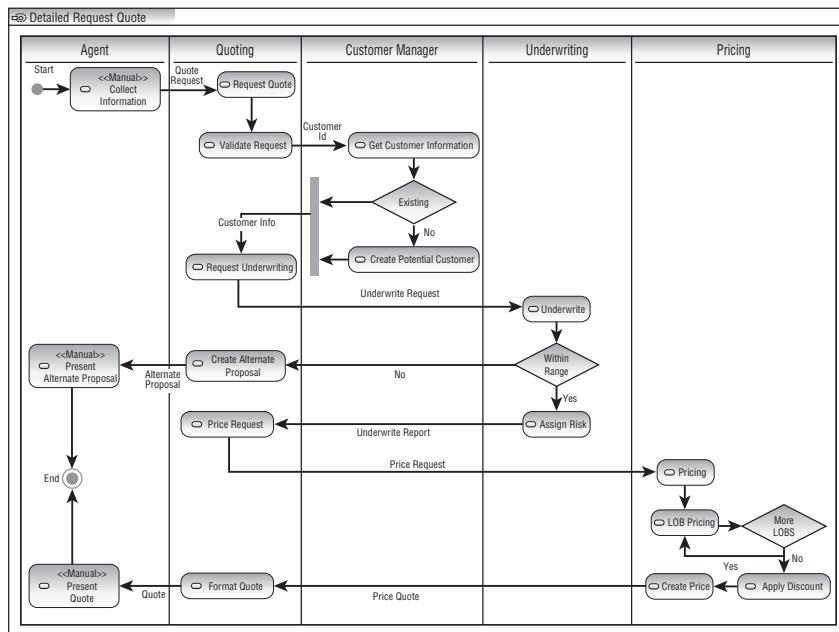 Detailed Request Quote
Agent
Quoting
Customer Manager
Underwriting
Pricing
Start
<<Manual>>
Collect
Information
Quote
Request
Request Quote
Validate Request
Customer
Id
Get Customer Information
Existing
No
Customer Info
Request Underwriting
Create Potential Customer
Underwrite Request
Underwrite
Within
Range
No
Yes
<<Manual>>
Present
Alternate Proposal
Alternate
Proposal
Create Alternate
Proposal
Price Request
Underwrite Report
Assign Risk
Price Request
Pricing
End
LOB Pricing
More
LOBS
No
Yes
<<Manual>>
Present
Quote
Quote
Format Quote
Price Quote
Create Price
Apply Discount